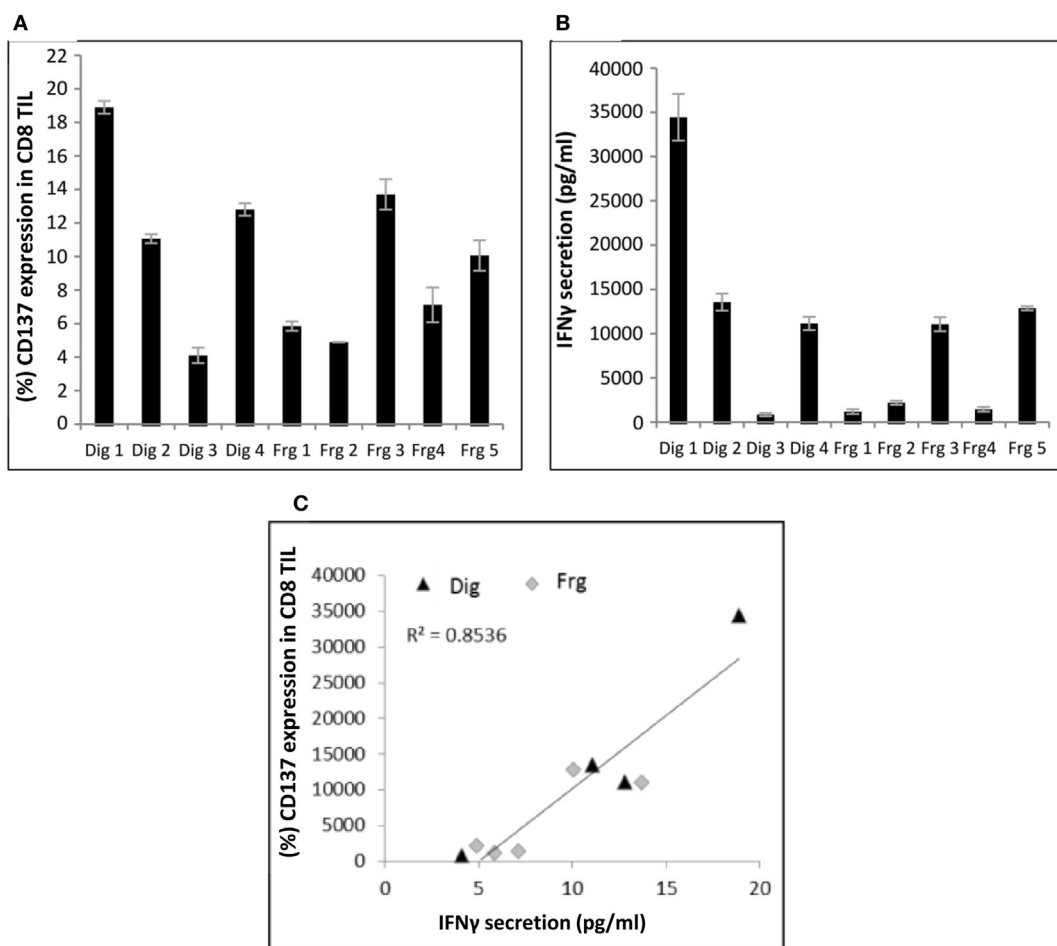 A
(%) CD137 expression in CD8 TIL
22
20
18
16
14
12
10
8
6
4
2
0
Dig 1 Dig 2 Dig 3 Dig 4 Frg 1 Frg 2 Frg 3 Frg4 Frg 5
B
IFNγ secretion (pg/ml)
40000
35000
30000
25000
20000
15000
10000
5000
0
Dig 1 Dig 2 Dig 3 Dig 4 Frg 1 Frg 2 Frg 3 Frg4 Frg 5
C
(%) CD137 expression in CD8 TIL
40000
35000
30000
25000
20000
15000
10000
5000
0
Dig Frg
R² = 0.8536
0 5 10 15 20
IFNγ secretion (pg/ml)